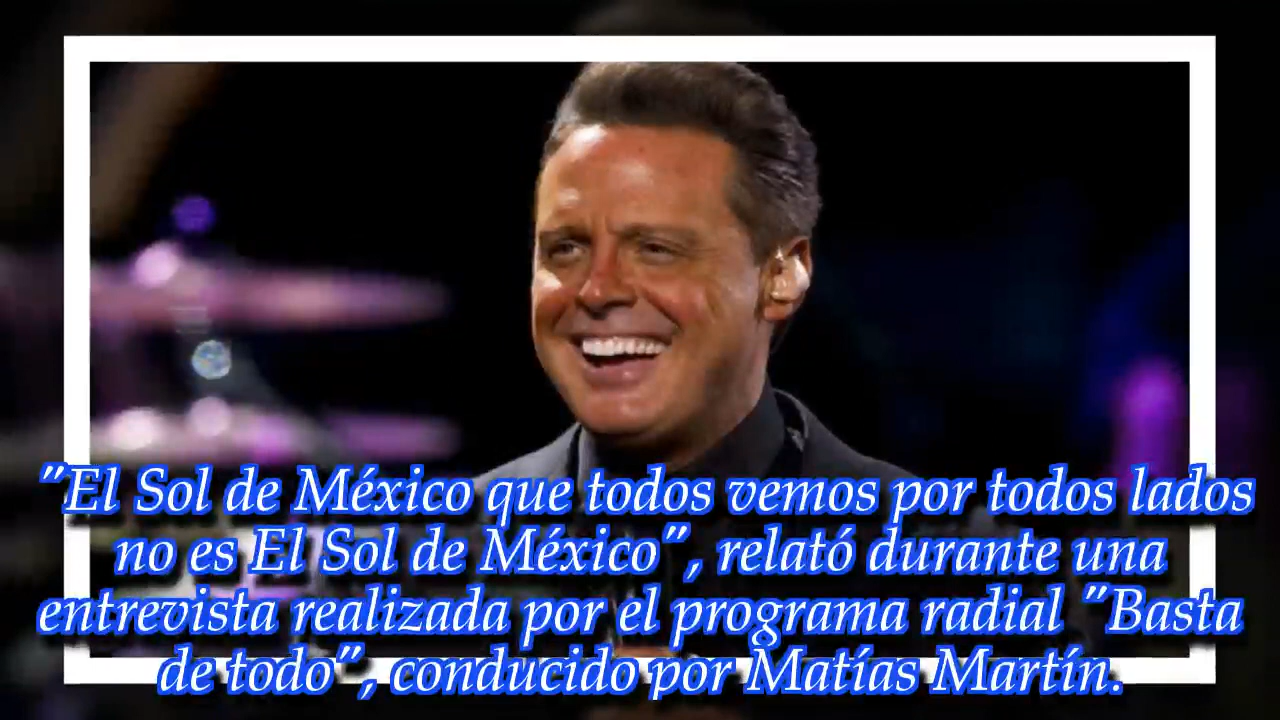 "El Sol de México que todos vemos por todos lados
no es El Sol de México", relató durante una
entrevista realizada por el programa radial "Basta
de todo", conducido por Matías Martín.